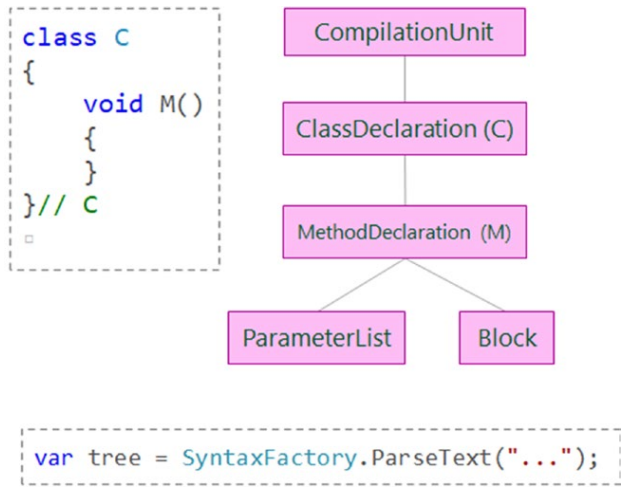 class C
{
    void M()
    {
    }
}// C
CompilationUnit
ClassDeclaration (C)
MethodDeclaration (M)
ParameterList
Block
var tree = SyntaxFactory.ParseText("...");